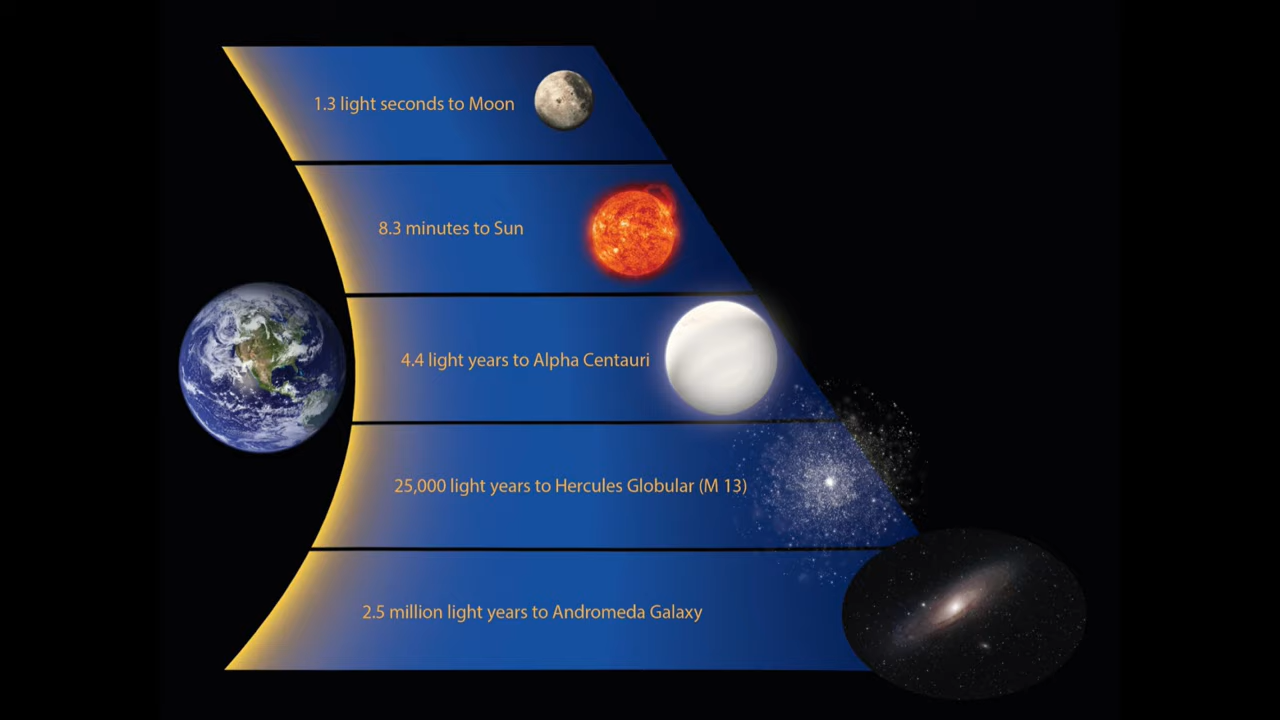 1.3 light seconds to Moon
8.3 minutes to Sun
4.4 light years to Alpha Centauri
25,000 light years to Hercules Globular (M 13)
2.5 million light years to Andromeda Galaxy